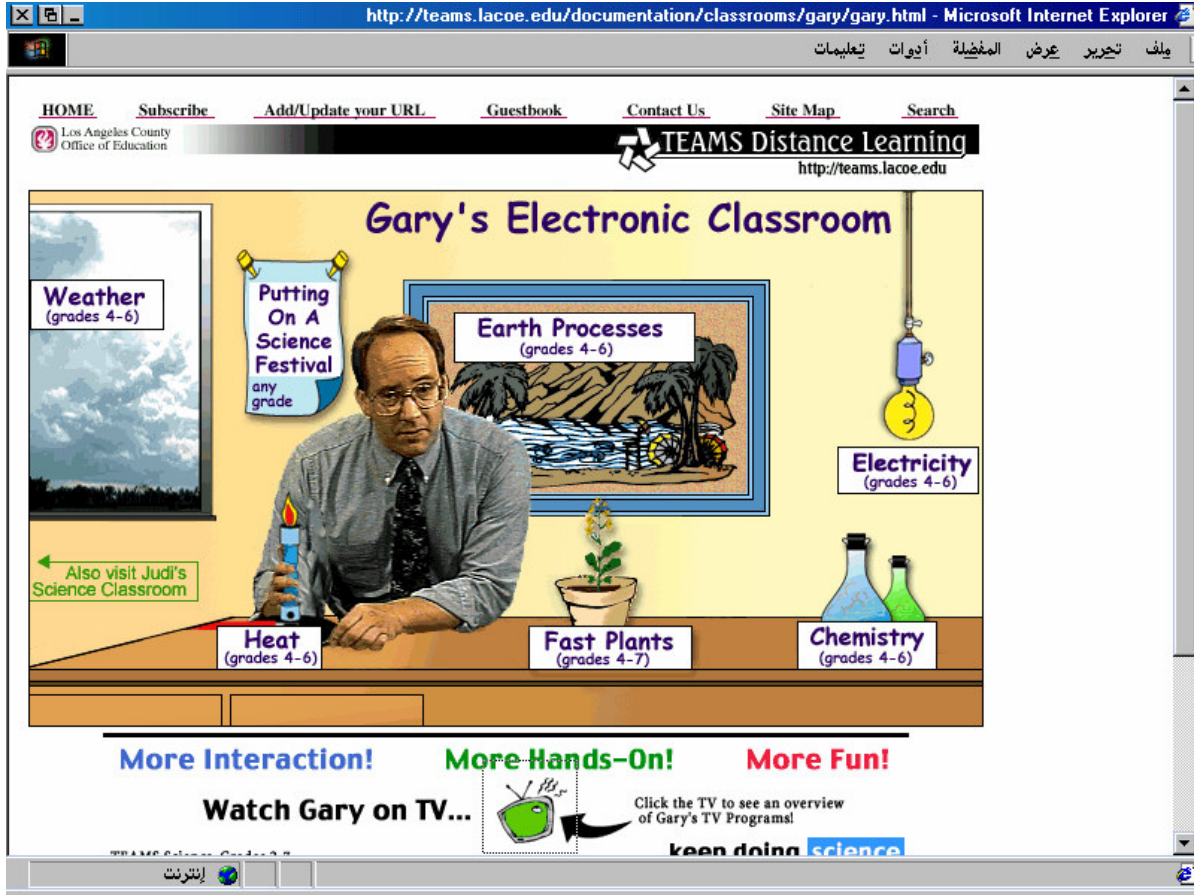 http://teams.lacoe.edu/documentation/classrooms/gary/gary.html - Microsoft Internet Explorer
ملف تحرير عرض المفضلة أدوات تعليمات
HOME Subscribe Add/Update your URL Guestbook Contact Us Site Map Search
Los Angeles County
Office of Education
TEAMS Distance Learning
http://teams.lacoe.edu
Gary's Electronic Classroom
Weather
(grades 4-6)
Putting
On A
Science
Festival
any
grade
Earth Processes
(grades 4-6)
Electricity
(grades 4-6)
Also visit Judi's
Science Classroom
Heat
(grades 4-6)
Fast Plants
(grades 4-7)
Chemistry
(grades 4-6)
More Interaction! More Hands-On! More Fun!
Watch Gary on TV...
Click the TV to see an overview
of Gary's TV Programs!
keep doing science
إنترنت